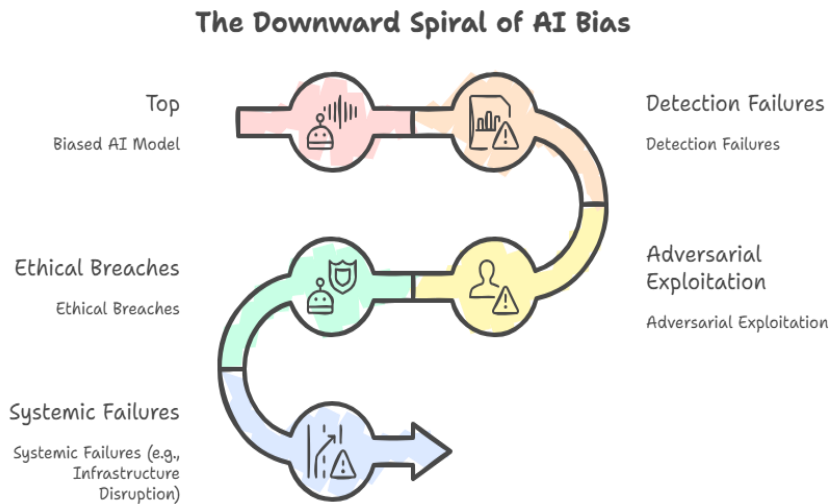 The Downward Spiral of AI Bias
Top
Biased AI Model
Detection Failures
Detection Failures
Adversarial
Exploitation
Adversarial Exploitation
Ethical Breaches
Ethical Breaches
Systemic Failures
Systemic Failures (e.g.,
Infrastructure
Disruption)